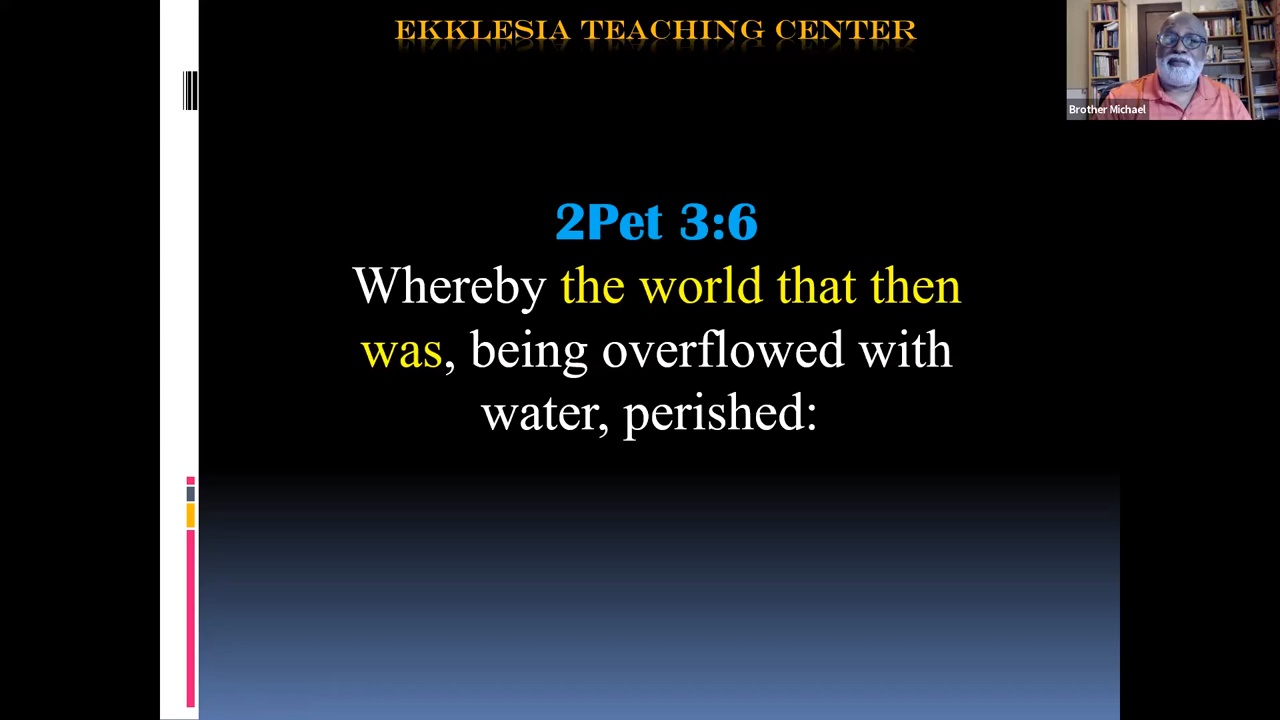 EKKLESIA TEACHING CENTER
Brother Michael
2Pet 3:6
Whereby the world that then
was, being overflowed with
water, perished: